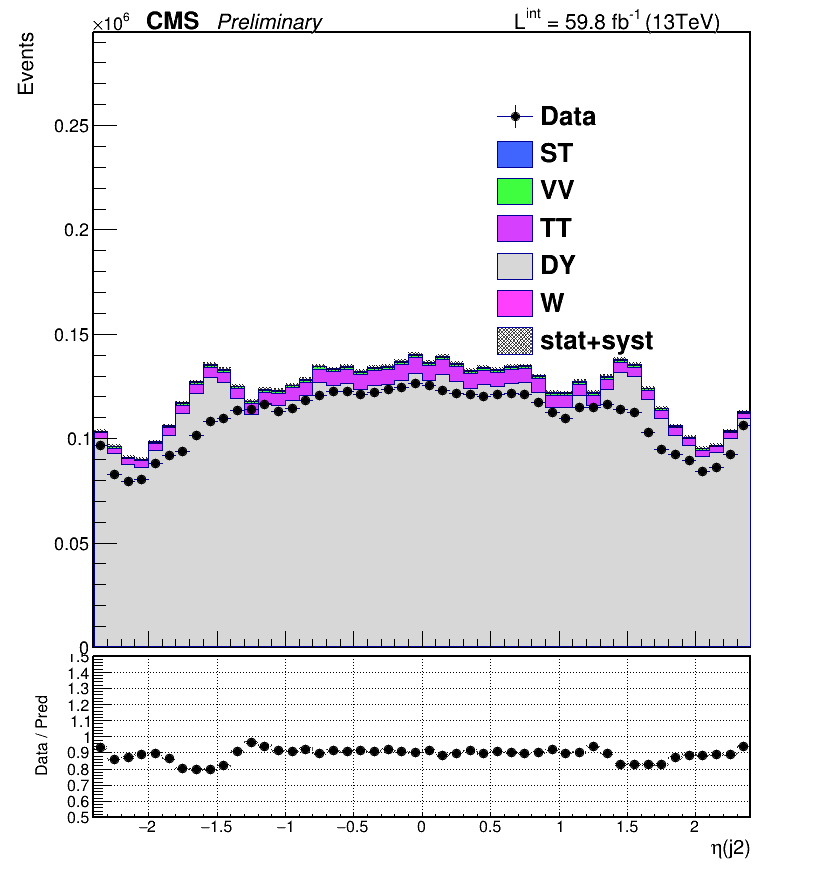 ×10⁶ CMS Preliminary L^int = 59.8 fb⁻¹ (13TeV)
Events
0.25
0.2
0.15
0.1
0.05
0
Data
ST
VV
TT
DY
W
stat+syst
Data / Pred
1.5
1.4
1.3
1.2
1.1
1
0.9
0.8
0.7
0.6
0.5
−2 −1.5 −1 −0.5 0 0.5 1 1.5 2
η(j2)